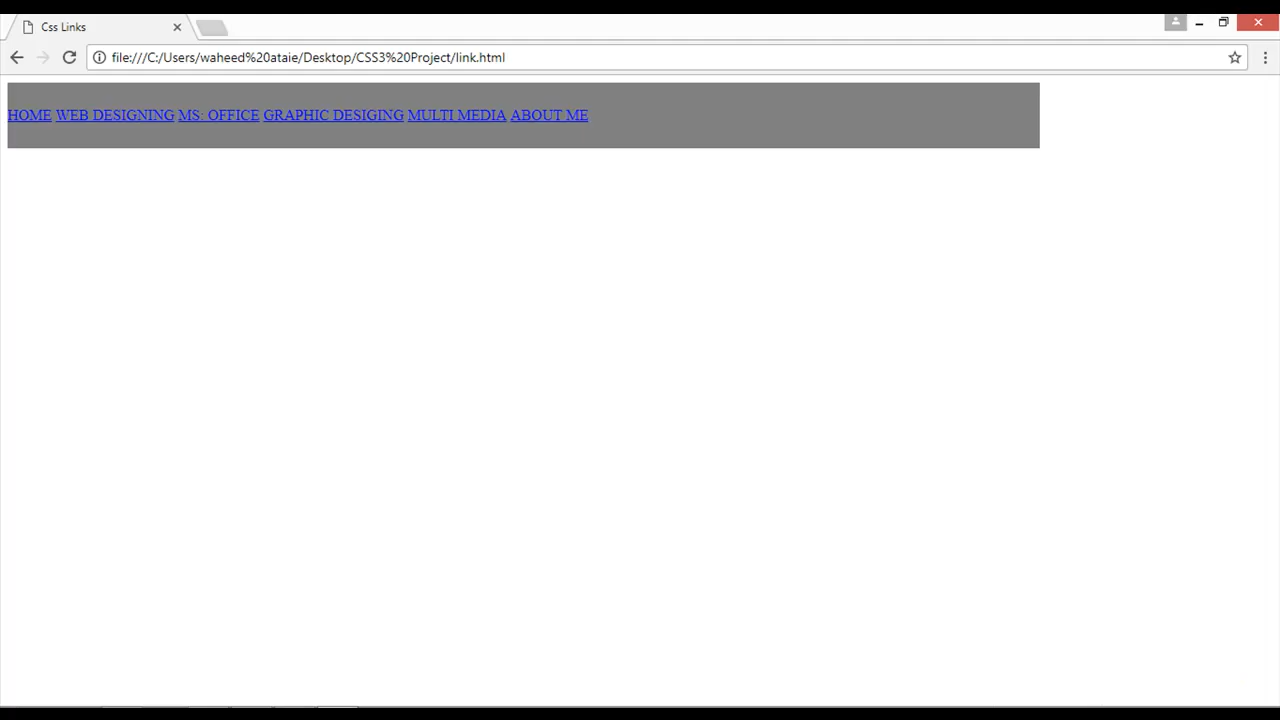 Css Links
file:///C:/Users/waheed%20ataie/Desktop/CSS3%20Project/link.html
HOME WEB DESIGNING MS: OFFICE GRAPHIC DESIGING MULTI MEDIA ABOUT ME